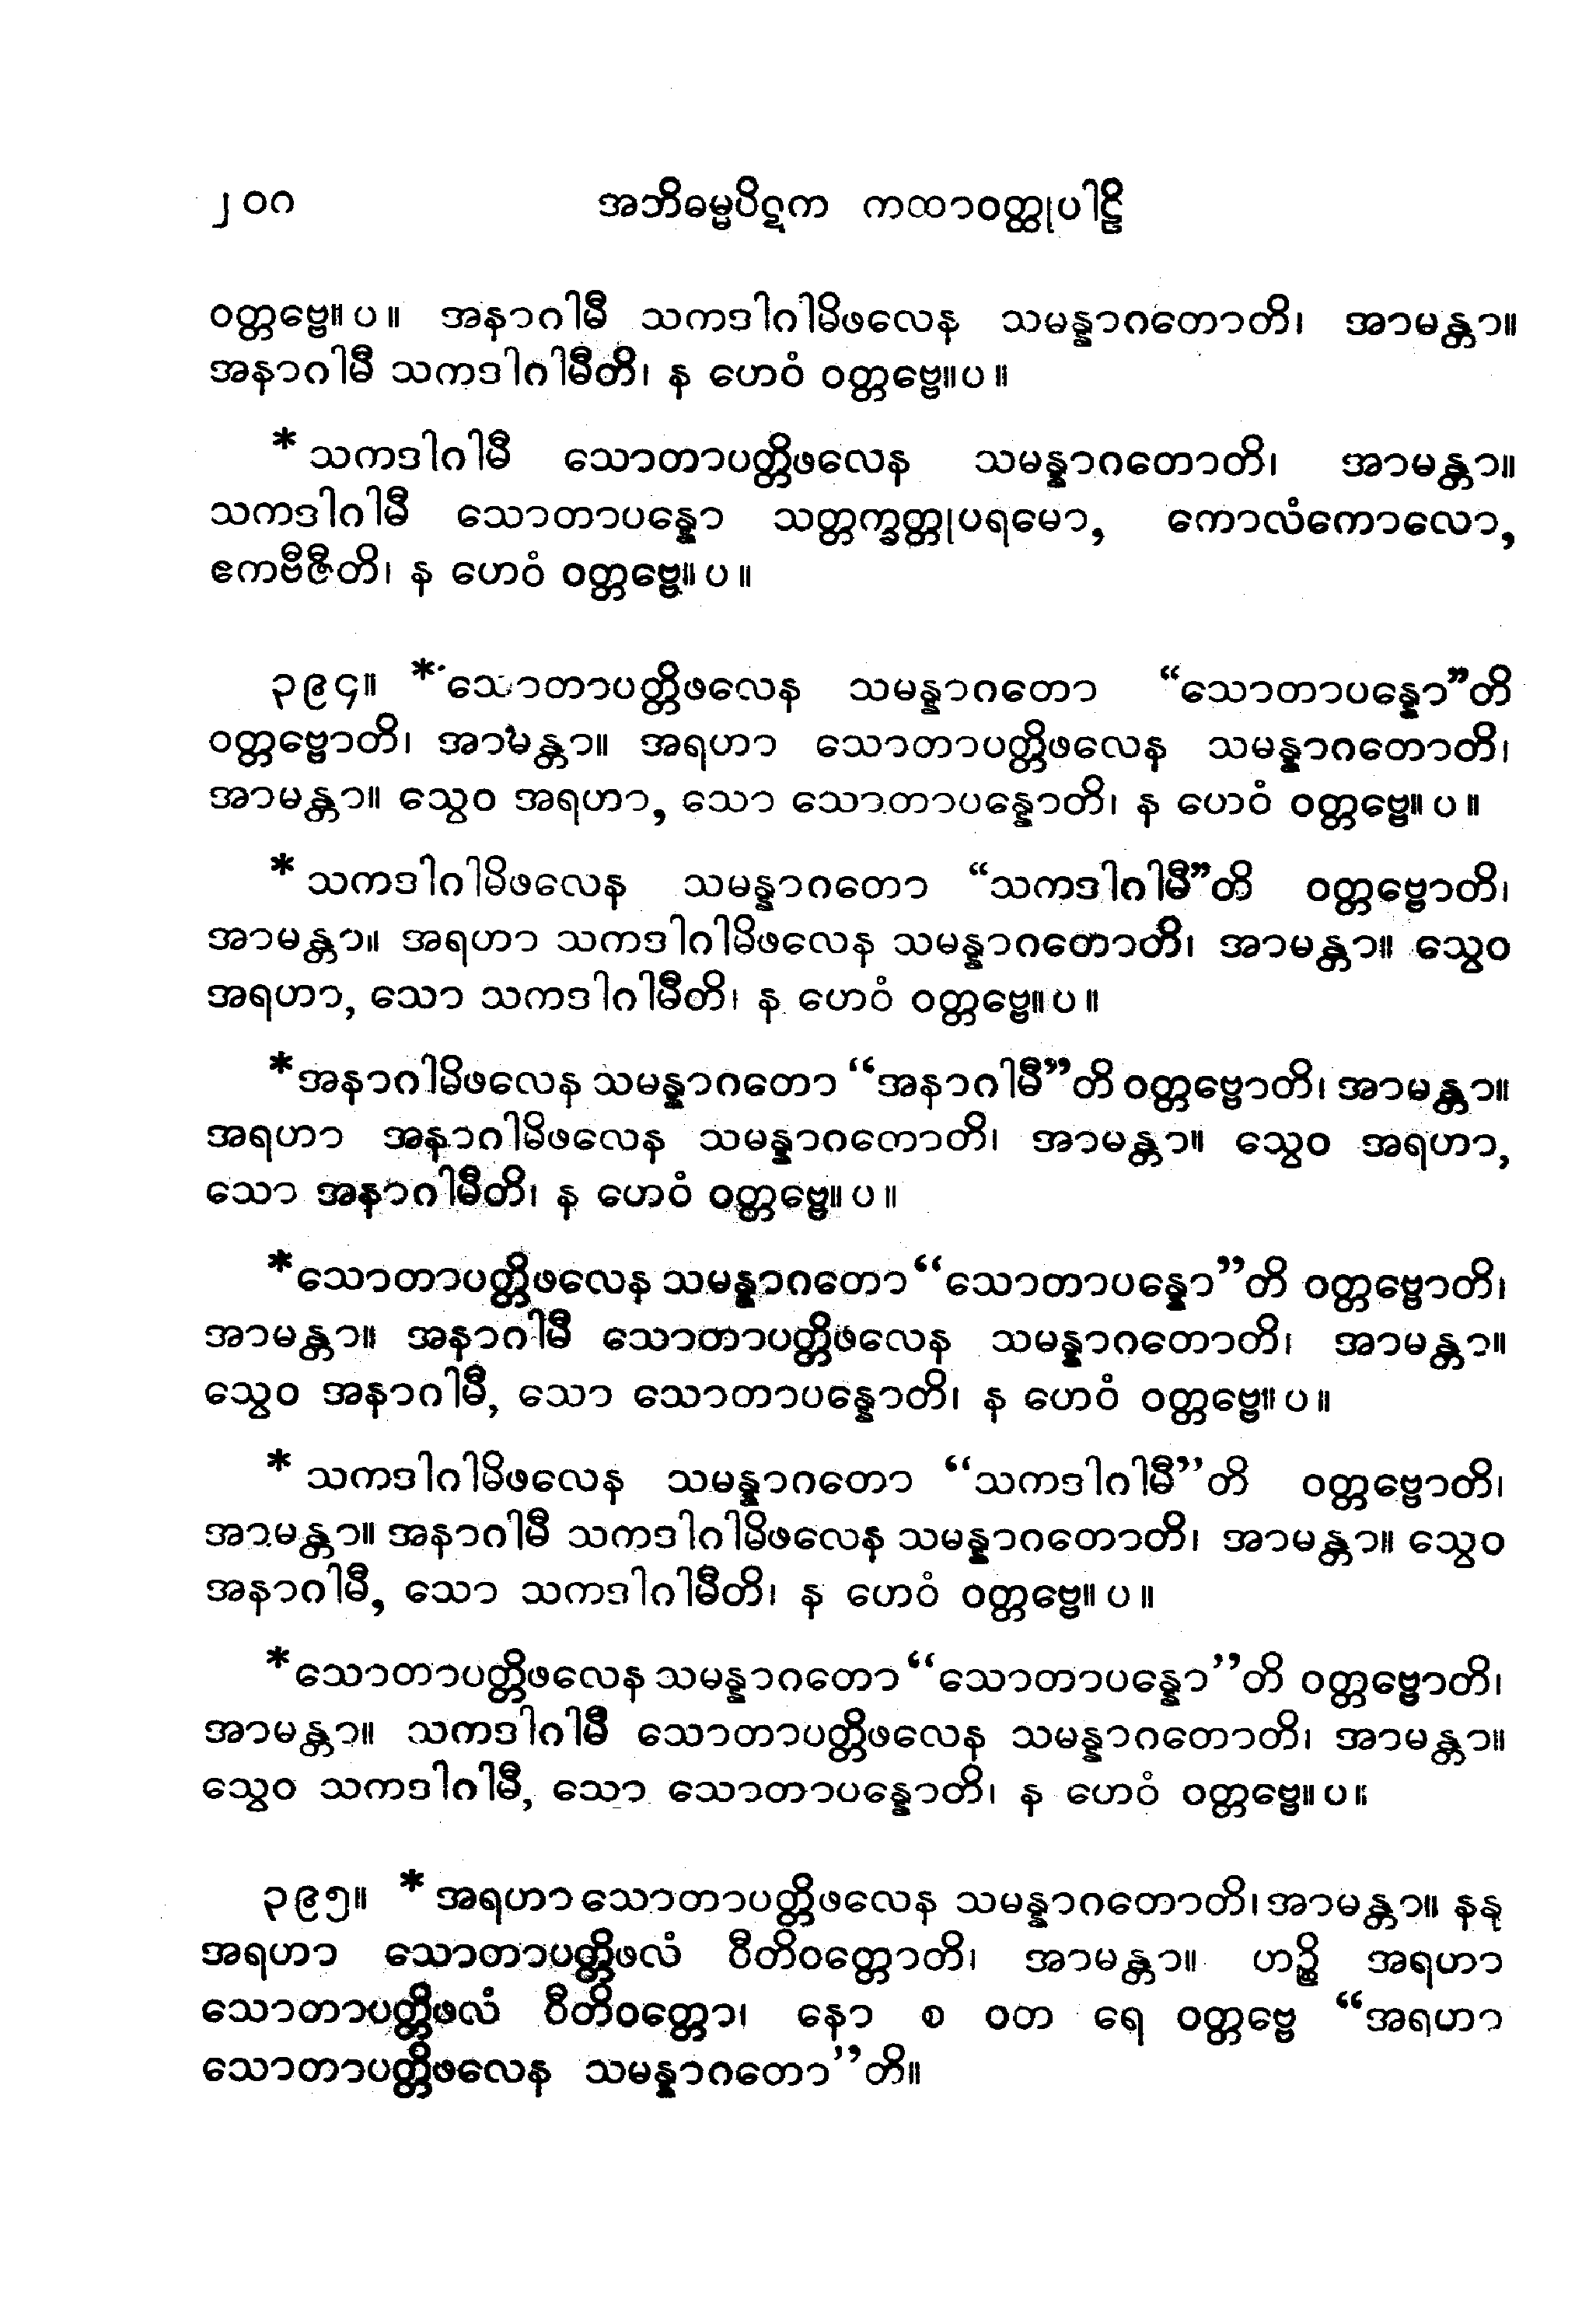 ၂၀၈ အဘိဓမ္မပိဋက ကထာဝတ္ထုပါဠိ
ဝတ္တဗ္ဗေ။ပ။ အနာဂါမီ သကဒါဂါမိဖလေန သမန္နာဂတောတိ၊ အာမန္တာ။
အနာဂါမီ သကဒါဂါမီတိ၊ န ဟေဝံ ဝတ္တဗ္ဗေ။ပ။
* သကဒါဂါမီ သောတာပတ္တိဖလေန သမန္နာဂတောတိ၊ အာမန္တာ။
သကဒါဂါမီ သောတာပန္နော သတ္တက္ခတ္တုပရမော, ကောလံကောလော,
ဧကဗီဇီတိ၊ န ဟေဝံ ဝတ္တဗ္ဗေ။ပ။
၃၉၄။ * သောတာပတ္တိဖလေန သမန္နာဂတော “သောတာပန္နော”တိ
ဝတ္တဗ္ဗောတိ၊ အာမန္တာ။ အရဟာ သောတာပတ္တိဖလေန သမန္နာဂတောတိ၊
အာမန္တာ။ သွေဝ အရဟာ, သော သောတာပန္နောတိ၊ န ဟေဝံ ဝတ္တဗ္ဗေ။ပ။
* သကဒါဂါမိဖလေန သမန္နာဂတော “သကဒါဂါမီ”တိ ဝတ္တဗ္ဗောတိ၊
အာမန္တာ။ အရဟာ သကဒါဂါမိဖလေန သမန္နာဂတောတိ၊ အာမန္တာ။ သွေဝ
အရဟာ, သော သကဒါဂါမီတိ၊ န ဟေဝံ ဝတ္တဗ္ဗေ။ပ။
*အနာဂါမိဖလေန သမန္နာဂတော “အနာဂါမီ”တိ ဝတ္တဗ္ဗောတိ၊ အာမန္တာ။
အရဟာ အနာဂါမိဖလေန သမန္နာဂတောတိ၊ အာမန္တာ။ သွေဝ အရဟာ,
သော အနာဂါမီတိ၊ န ဟေဝံ ဝတ္တဗ္ဗေ။ပ။
*သောတာပတ္တိဖလေန သမန္နာဂတော “သောတာပန္နော”တိ ဝတ္တဗ္ဗောတိ၊
အာမန္တာ။ အနာဂါမီ သောတာပတ္တိဖလေန သမန္နာဂတောတိ၊ အာမန္တာ။
သွေဝ အနာဂါမီ, သော သောတာပန္နောတိ၊ န ဟေဝံ ဝတ္တဗ္ဗေ။ပ။
* သကဒါဂါမိဖလေန သမန္နာဂတော “သကဒါဂါမီ”တိ ဝတ္တဗ္ဗောတိ၊
အာမန္တာ။ အနာဂါမီ သကဒါဂါမိဖလေန သမန္နာဂတောတိ၊ အာမန္တာ။ သွေဝ
အနာဂါမီ, သော သကဒါဂါမီတိ၊ န ဟေဝံ ဝတ္တဗ္ဗေ။ပ။
*သောတာပတ္တိဖလေန သမန္နာဂတော “သောတာပန္နော”တိ ဝတ္တဗ္ဗောတိ၊
အာမန္တာ။ သကဒါဂါမီ သောတာပတ္တိဖလေန သမန္နာဂတောတိ၊ အာမန္တာ။
သွေဝ သကဒါဂါမီ, သော သောတာပန္နောတိ၊ န ဟေဝံ ဝတ္တဗ္ဗေ။ပ။
၃၉၅။ * အရဟာ သောတာပတ္တိဖလေန သမန္နာဂတောတိ၊ အာမန္တာ။ နနု
အရဟာ သောတာပတ္တိဖလံ ဝီတိဝတ္တောတိ၊ အာမန္တာ။ ဟဉ္စိ အရဟာ
သောတာပတ္တိဖလံ ဝီတိဝတ္တော၊ နော စ ဝတ ရေ ဝတ္တဗ္ဗေ “အရဟာ
သောတာပတ္တိဖလေန သမန္နာဂတော”တိ။